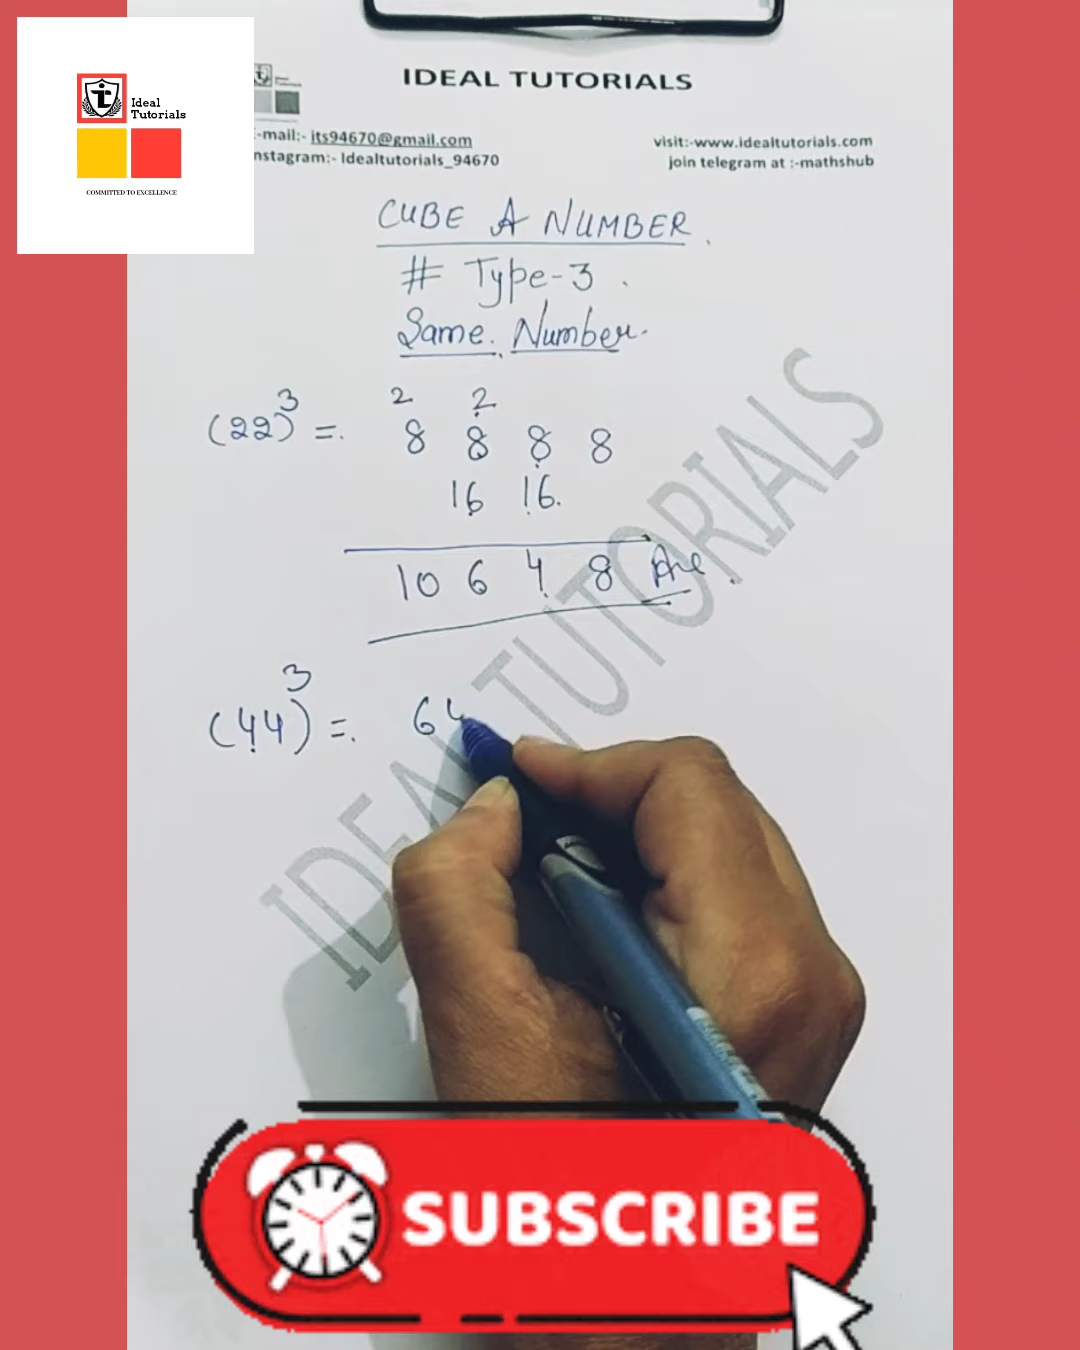 Ideal
Tutorials
COMMITTED TO EXCELLENCE
IDEAL TUTORIALS
-mail:- its94670@gmail.com
nstagram:- Idealtutorials_94670
visit:-www.idealtutorials.com
join telegram at :-mathshub
CUBE A NUMBER.
# Type-3.
Same. Number.
2 2
(22)³ =. 8 8 8 8
16 16.
10 6 4 8 Ans.
(44)³ =. 64
IDEAL TUTORIALS
SUBSCRIBE